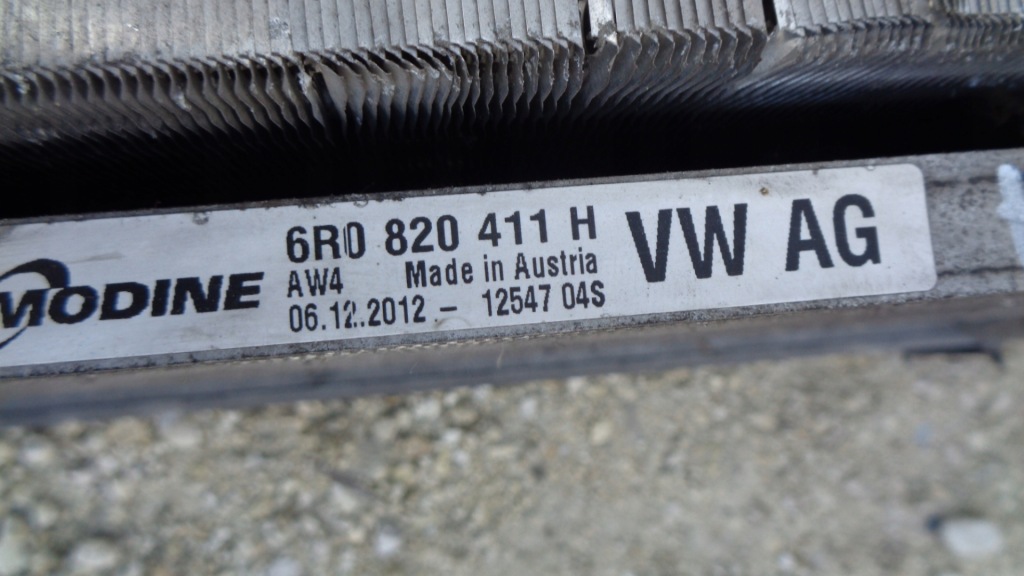 MODINE
6R0 820 411 H
AW4 Made in Austria
06.12.2012 - 12547 04S
VW AG